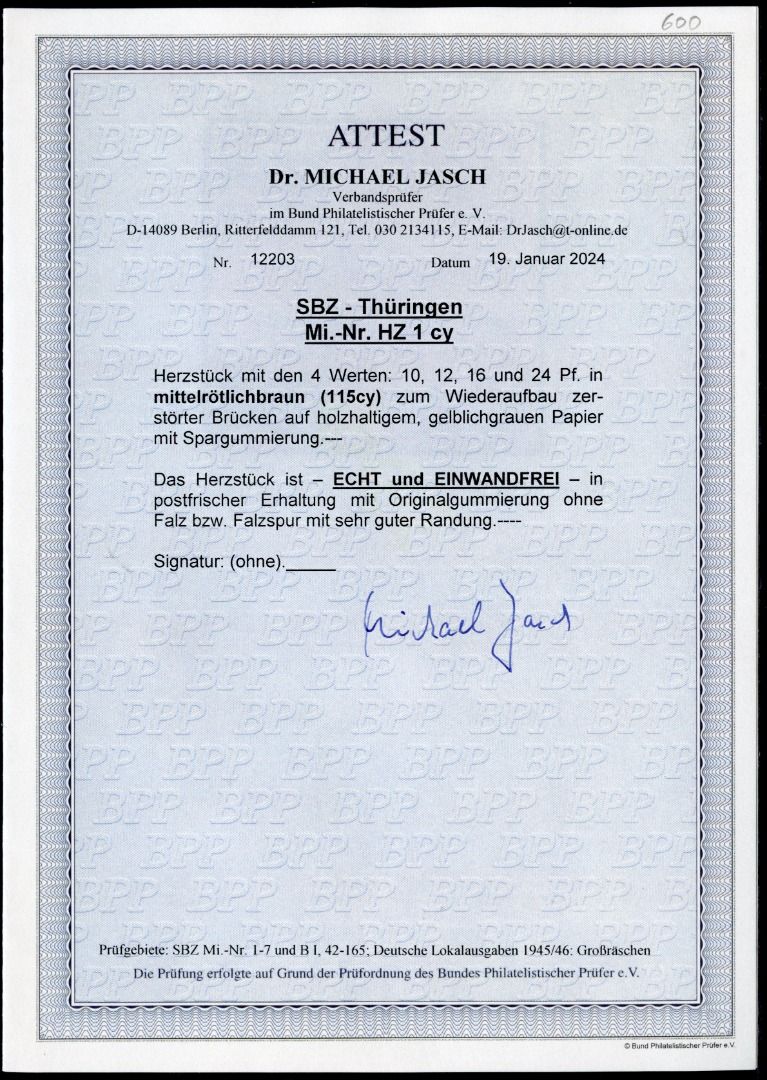 600
ATTEST
Dr. MICHAEL JASCH
Verbandsprüfer
im Bund Philatelistischer Prüfer e. V.
D-14089 Berlin, Ritterfelddamm 121, Tel. 030 2134115, E-Mail: DrJasch@t-online.de
Nr. 12203 Datum 19. Januar 2024
SBZ - Thüringen
Mi.-Nr. HZ 1 cy
Herzstück mit den 4 Werten: 10, 12, 16 und 24 Pf. in
mittelrötlichbraun (115cy) zum Wiederaufbau zer-
störter Brücken auf holzhaltigem, gelblichgrauen Papier
mit Spargummierung.---
Das Herzstück ist – ECHT und EINWANDFREI – in
postfrischer Erhaltung mit Originalgummierung ohne
Falz bzw. Falzspur mit sehr guter Randung.----
Signatur: (ohne).
Michael Jasch
Prüfgebiete: SBZ Mi.-Nr. 1-7 und B I, 42-165; Deutsche Lokalausgaben 1945/46: Großräschen
Die Prüfung erfolgte auf Grund der Prüfordnung des Bundes Philatelistischer Prüfer e.V.
© Bund Philatelistischer Prüfer e.V.